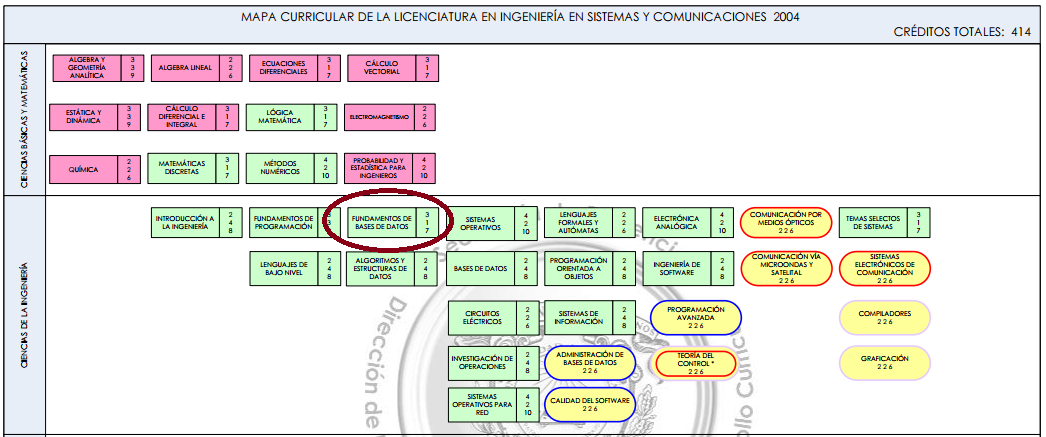 MAPA CURRICULAR DE LA LICENCIATURA EN INGENIERÍA EN SISTEMAS Y COMUNICACIONES 2004
CRÉDITOS TOTALES: 414
CIENCIAS BÁSICAS Y MATEMÁTICAS
ALGEBRA Y GEOMETRÍA ANALÍTICA 3 3 9
ALGEBRA LINEAL 2 2 6
ECUACIONES DIFERENCIALES 3 1 7
CÁLCULO VECTORIAL 3 1 7
ESTÁTICA Y DINÁMICA 3 3 9
CÁLCULO DIFERENCIAL E INTEGRAL 3 1 7
LÓGICA MATEMÁTICA 3 1 7
ELECTROMAGNETISMO 2 2 6
QUÍMICA 2 2 6
MATEMÁTICAS DISCRETAS 3 1 7
MÉTODOS NUMÉRICOS 4 2 10
PROBABILIDAD Y ESTADÍSTICA PARA INGENIEROS 4 2 10
CIENCIAS DE LA INGENIERÍA
INTRODUCCIÓN A LA INGENIERÍA 2 4 8
FUNDAMENTOS DE PROGRAMACIÓN 3 3
FUNDAMENTOS DE BASES DE DATOS 3 1 7
SISTEMAS OPERATIVOS 4 2 10
LENGUAJES FORMALES Y AUTÓMATAS 2 2 6
ELECTRÓNICA ANALÓGICA 4 2 10
COMUNICACIÓN POR MEDIOS ÓPTICOS 2 2 6
TEMAS SELECTOS DE SISTEMAS 3 1 7
LENGUAJES DE BAJO NIVEL 2 4 8
ALGORITMOS Y ESTRUCTURAS DE DATOS 2 4 8
BASES DE DATOS 2 4 8
PROGRAMACIÓN ORIENTADA A OBJETOS 2 4 8
INGENIERÍA DE SOFTWARE 2 4 8
COMUNICACIÓN VÍA MICROONDAS Y SATELITAL 2 2 6
SISTEMAS ELECTRÓNICOS DE COMUNICACIÓN 2 2 6
CIRCUITOS ELÉCTRICOS 2 2 6
SISTEMAS DE INFORMACIÓN 2 4 8
PROGRAMACIÓN AVANZADA 2 2 6
COMPILADORES 2 2 6
INVESTIGACIÓN DE OPERACIONES 2 4 8
ADMINISTRACIÓN DE BASES DE DATOS 2 2 6
TEORÍA DEL CONTROL * 2 2 6
GRAFICACIÓN 2 2 6
SISTEMAS OPERATIVOS PARA RED 4 2 10
CALIDAD DEL SOFTWARE 2 2 6
Dirección de